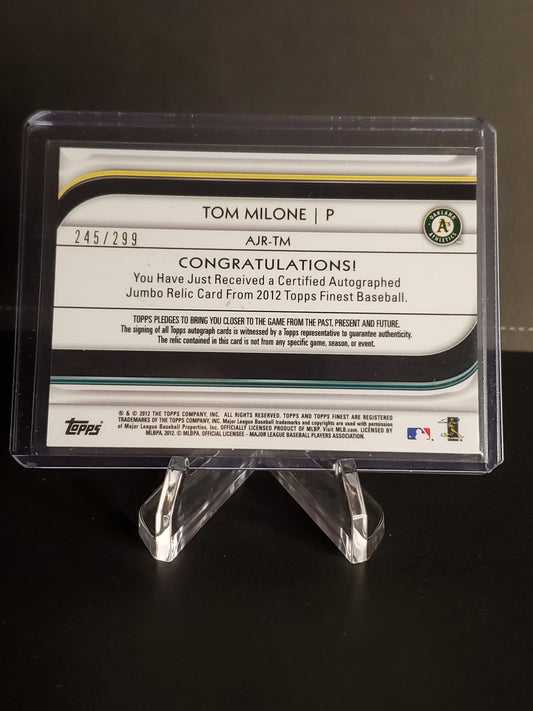 TOM MILONE | P
OAKLAND ATHLETICS
A's
245/299
AJR-TM
CONGRATULATIONS!
You Have Just Received a Certified Autographed
Jumbo Relic Card From 2012 Topps Finest Baseball.
TOPPS PLEDGES TO BRING YOU CLOSER TO THE GAME FROM THE PAST, PRESENT AND FUTURE.
The signing of all Topps autograph cards is witnessed by a Topps representative to guarantee authenticity.
The relic contained in this card is not from any specific game, season, or event.
Topps
® & © 2012 THE TOPPS COMPANY, INC. ALL RIGHTS RESERVED. TOPPS AND TOPPS FINEST ARE REGISTERED
TRADEMARKS OF THE TOPPS COMPANY, INC. Major League Baseball trademarks and copyrights are used with permission
of Major League Baseball Properties, Inc. OFFICIALLY LICENSED PRODUCT OF MLBP. Visit MLB.com. LICENSED BY
MLBPA, 2012. © MLBPA. OFFICIAL LICENSEE – MAJOR LEAGUE BASEBALL PLAYERS ASSOCIATION.